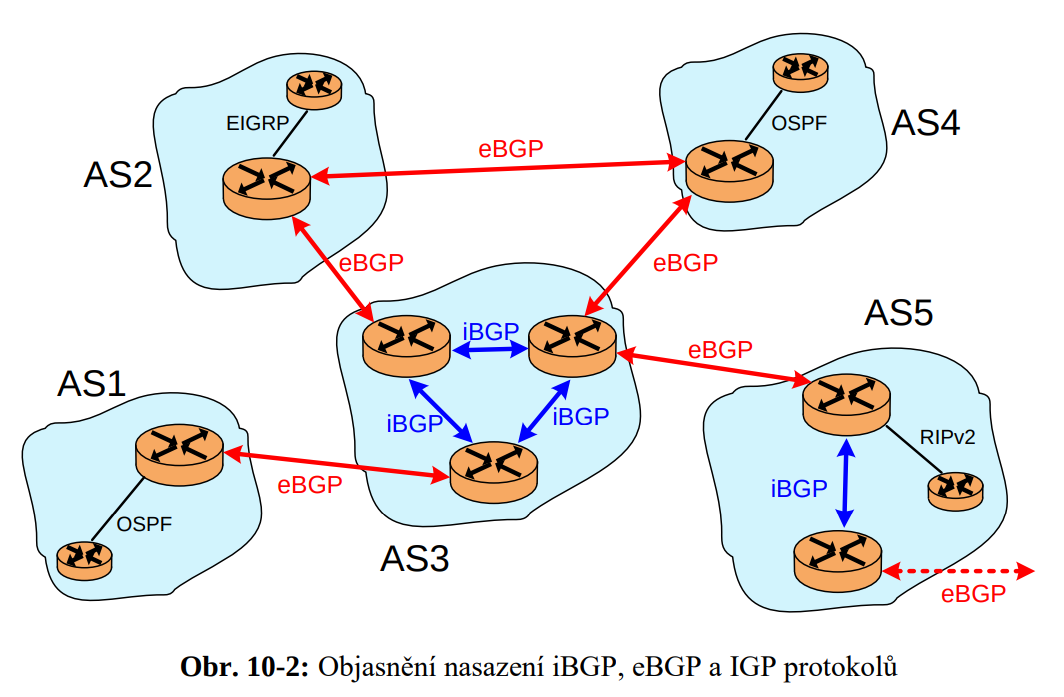 EIGRP
AS2
eBGP
OSPF
AS4
eBGP
eBGP
AS5
iBGP
eBGP
AS1
iBGP
iBGP
RIPv2
eBGP
iBGP
OSPF
AS3
eBGP
Obr. 10-2: Objasnění nasazení iBGP, eBGP a IGP protokolů